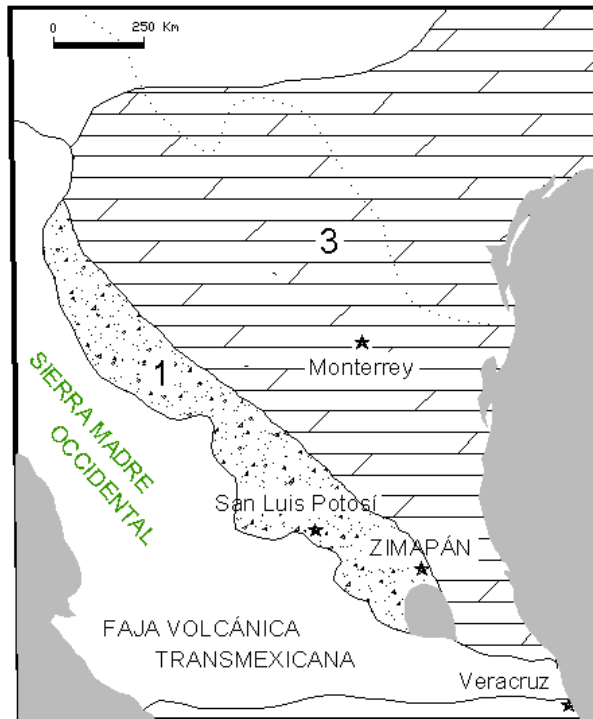 0 250 Km
3
Monterrey
1
SIERRA MADRE
OCCIDENTAL
San Luis Potosí
ZIMAPÁN
FAJA VOLCÁNICA
TRANSMEXICANA
Veracruz